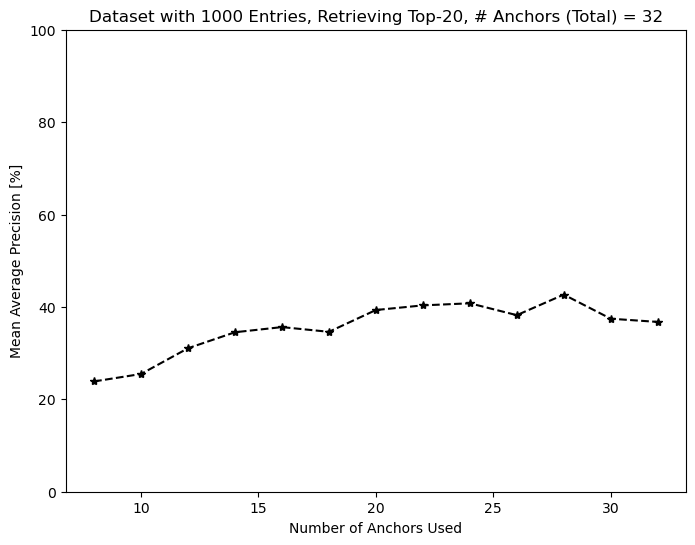 Dataset with 1000 Entries, Retrieving Top-20, # Anchors (Total) = 32
100
80
60
40
20
0
Mean Average Precision [%]
10 15 20 25 30
Number of Anchors Used